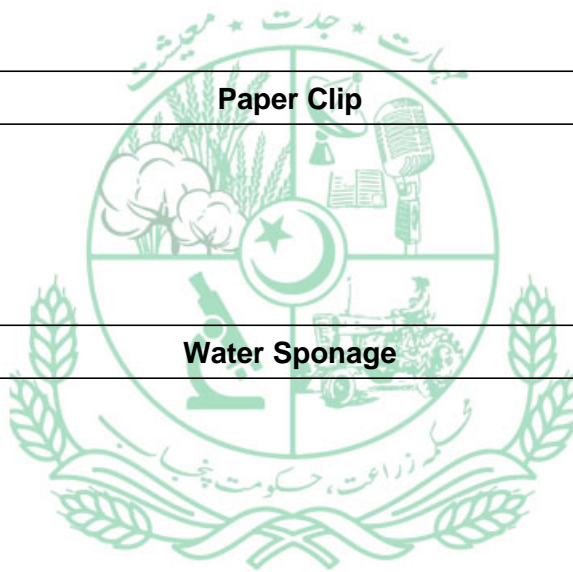 مہارت ٭ جدت ٭ معیشت
Paper Clip
Water Sponage
محکمہ زراعت، حکومت پنجاب